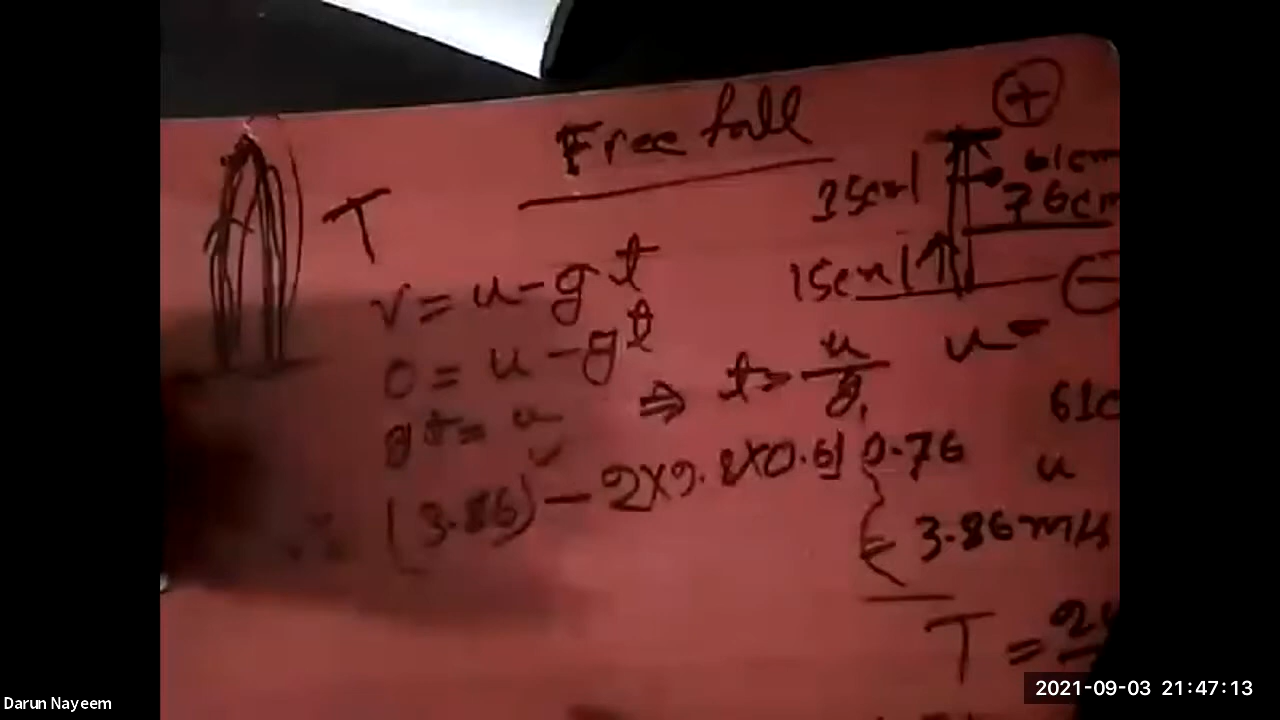 Free fall
+
T
35cm
61cm
76cm
15cm
v = u - gt
0 = u - gt
gt = u
⇒ t = u/g
u =
∴ (3.86) - 2×9.8×0.61
0.76
u
3.86 m/s
T =
Darun Nayeem
2021-09-03 21:47:13